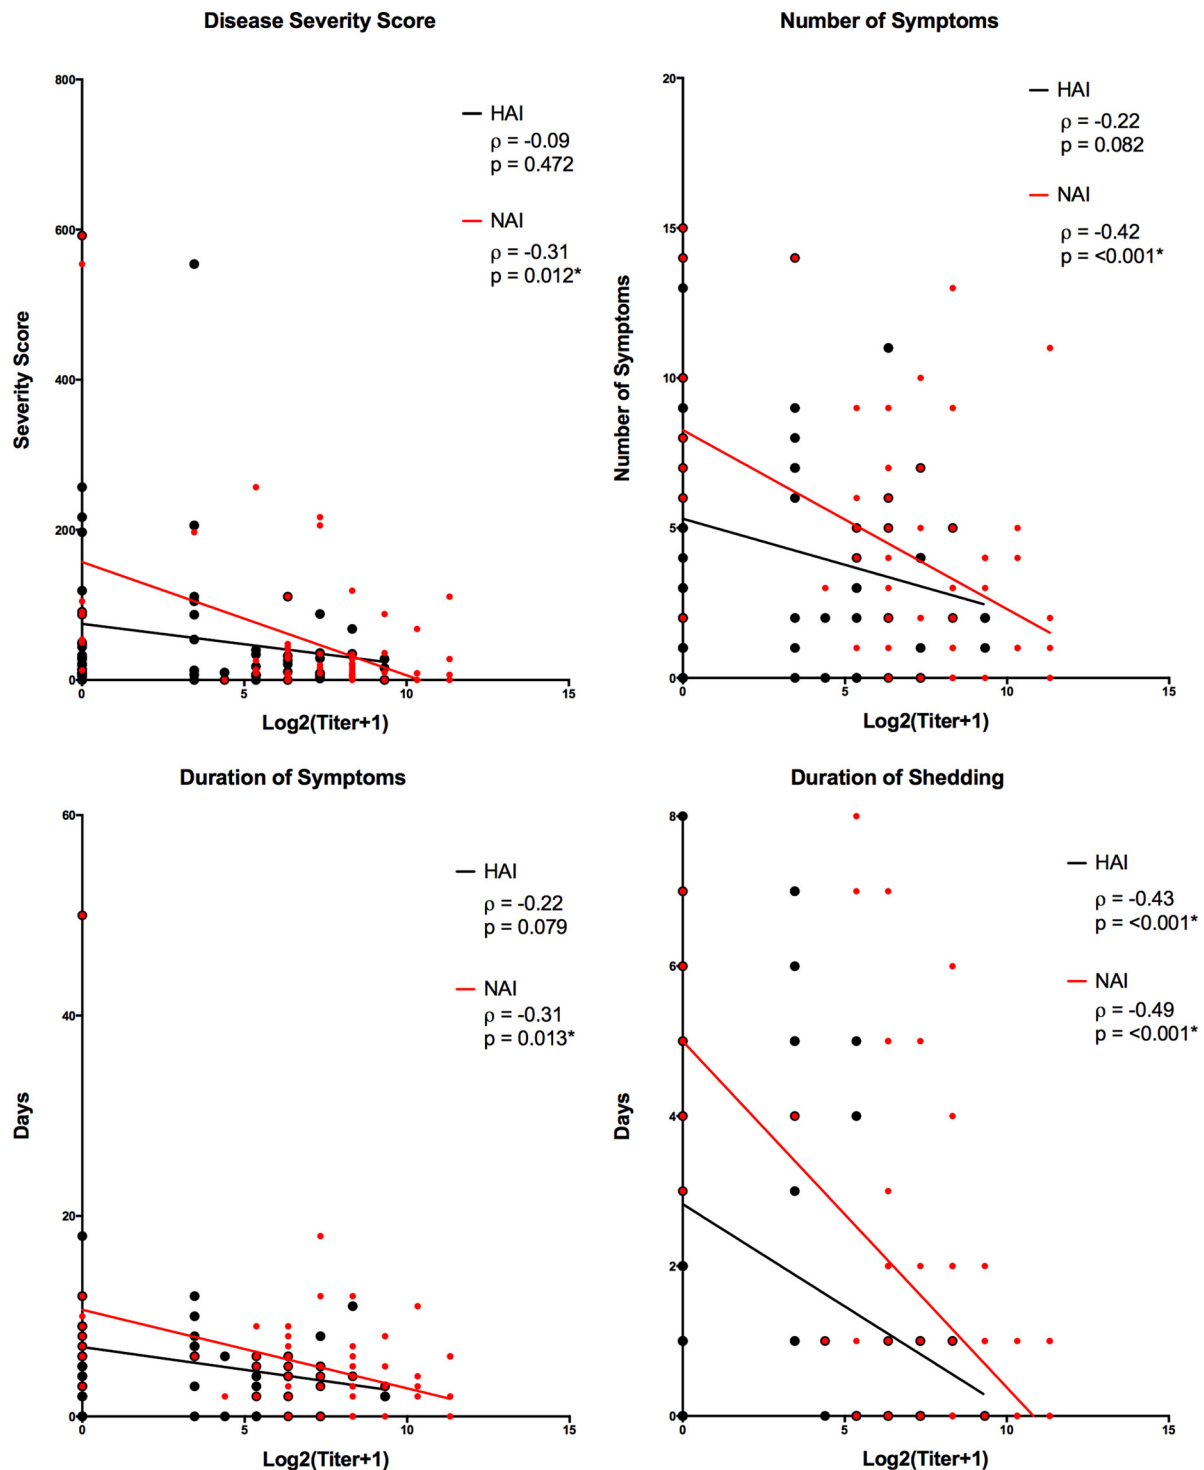 Disease Severity Score
800
600
400
200
0
0
5
10
15
Severity Score
Log2(Titer+1)
HAI
ρ = -0.09
p = 0.472
NAI
ρ = -0.31
p = 0.012*
Number of Symptoms
20
15
10
5
0
0
5
10
15
Number of Symptoms
Log2(Titer+1)
HAI
ρ = -0.22
p = 0.082
NAI
ρ = -0.42
p = <0.001*
Duration of Symptoms
60
40
20
0
0
5
10
15
Days
Log2(Titer+1)
HAI
ρ = -0.22
p = 0.079
NAI
ρ = -0.31
p = 0.013*
Duration of Shedding
8
6
4
2
0
0
5
10
15
Days
Log2(Titer+1)
HAI
ρ = -0.43
p = <0.001*
NAI
ρ = -0.49
p = <0.001*